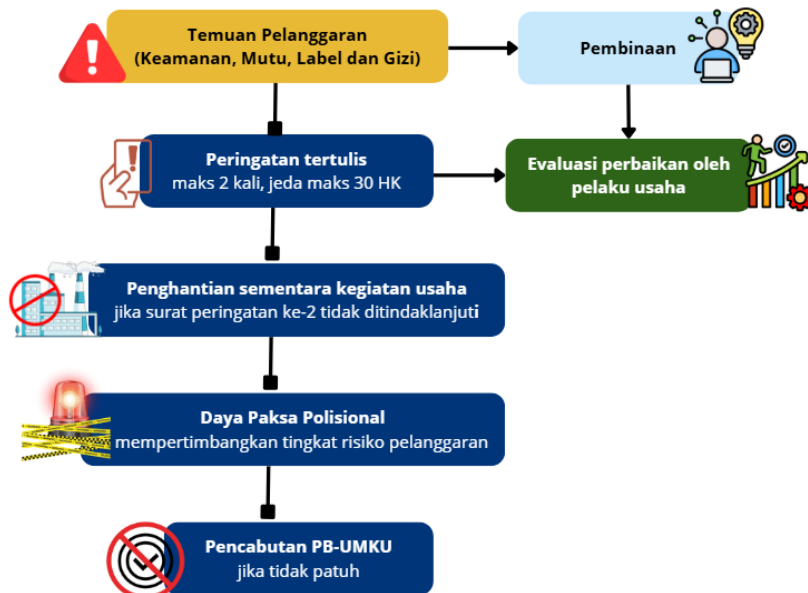 Temuan Pelanggaran
(Keamanan, Mutu, Label dan Gizi)
Pembinaan
Peringatan tertulis
maks 2 kali, jeda maks 30 HK
Evaluasi perbaikan oleh
pelaku usaha
Penghantian sementara kegiatan usaha
jika surat peringatan ke-2 tidak ditindaklanjuti
Daya Paksa Polisional
mempertimbangkan tingkat risiko pelanggaran
Pencabutan PB-UMKU
jika tidak patuh